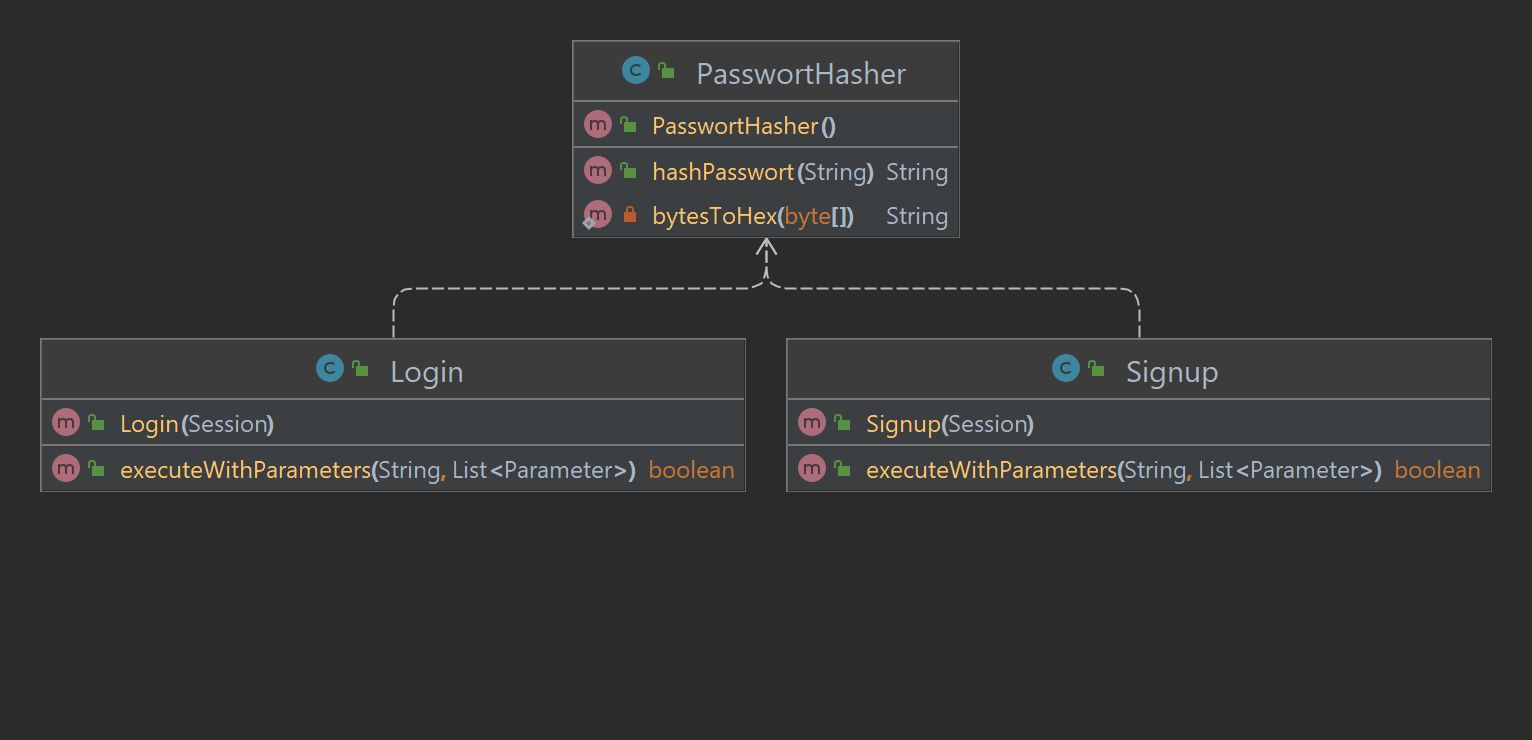 C PasswortHasher
m PasswortHasher()
m hashPasswort(String) String
m bytesToHex(byte[]) String
C Login
m Login(Session)
m executeWithParameters(String, List<Parameter>) boolean
C Signup
m Signup(Session)
m executeWithParameters(String, List<Parameter>) boolean